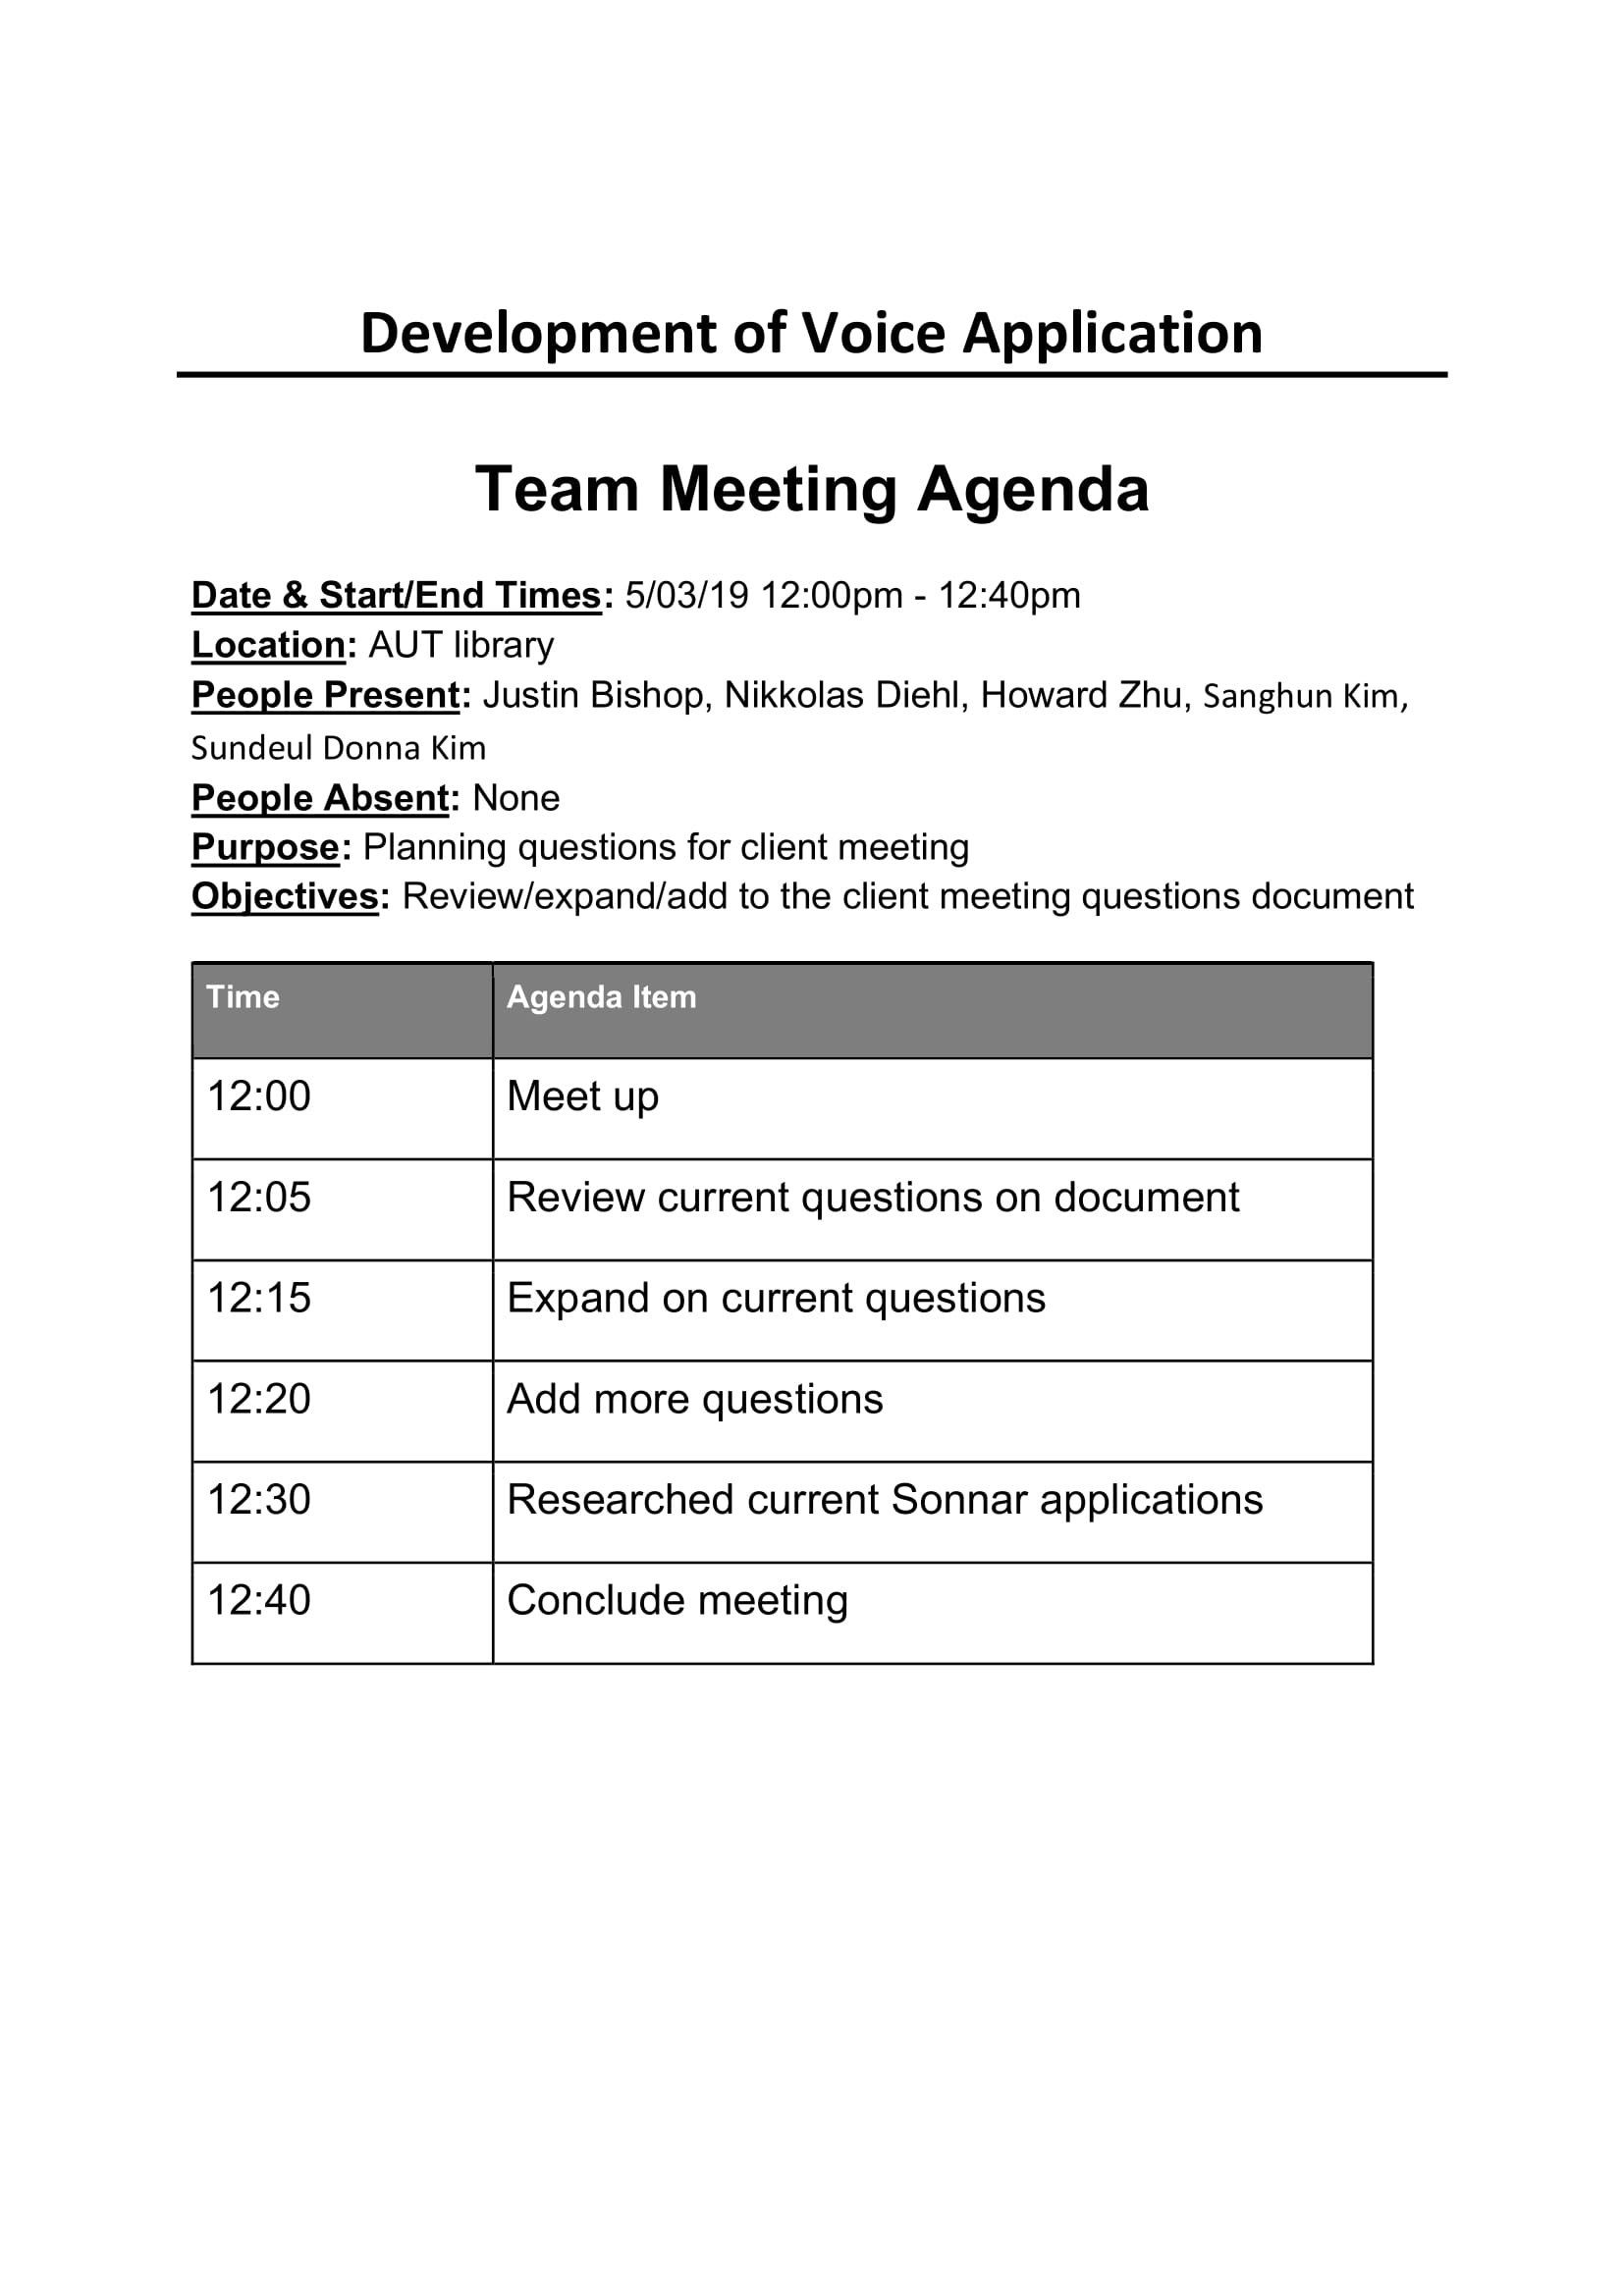 Development of Voice Application
Team Meeting Agenda
Date & Start/End Times: 5/03/19 12:00pm - 12:40pm
Location: AUT library
People Present: Justin Bishop, Nikkolas Diehl, Howard Zhu, Sanghun Kim,
Sundeul Donna Kim
People Absent: None
Purpose: Planning questions for client meeting
Objectives: Review/expand/add to the client meeting questions document
Time Agenda Item
12:00 Meet up
12:05 Review current questions on document
12:15 Expand on current questions
12:20 Add more questions
12:30 Researched current Sonnar applications
12:40 Conclude meeting